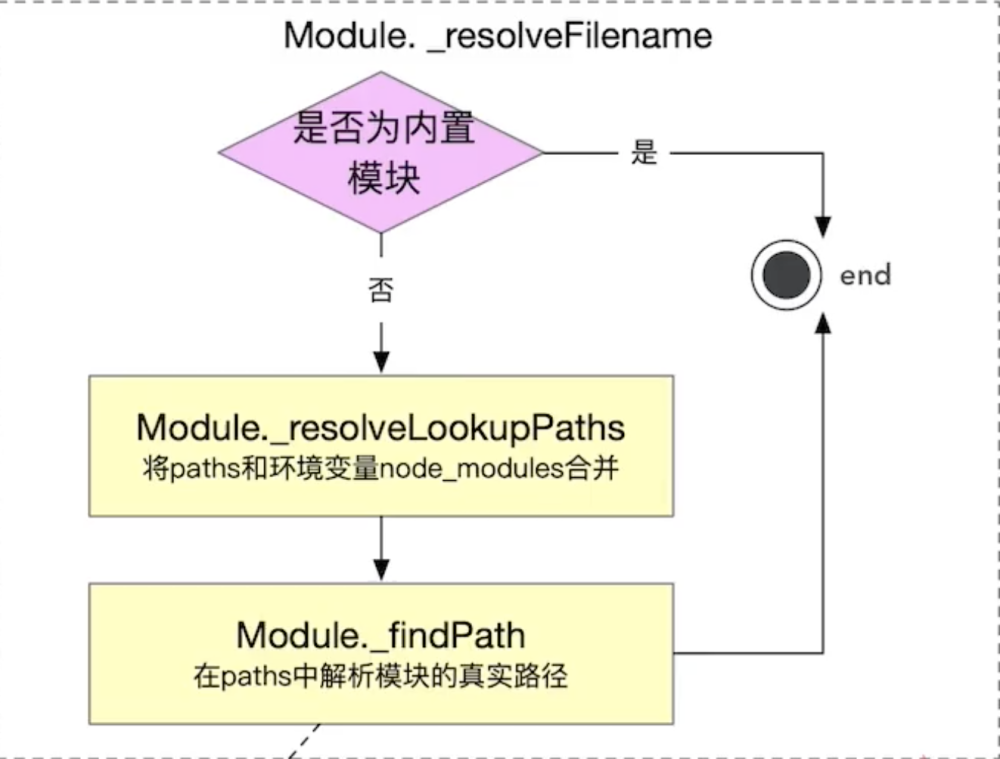 Module. _resolveFilename
是否为内置
模块
是
end
否
Module._resolveLookupPaths
将paths和环境变量node_modules合并
Module._findPath
在paths中解析模块的真实路径